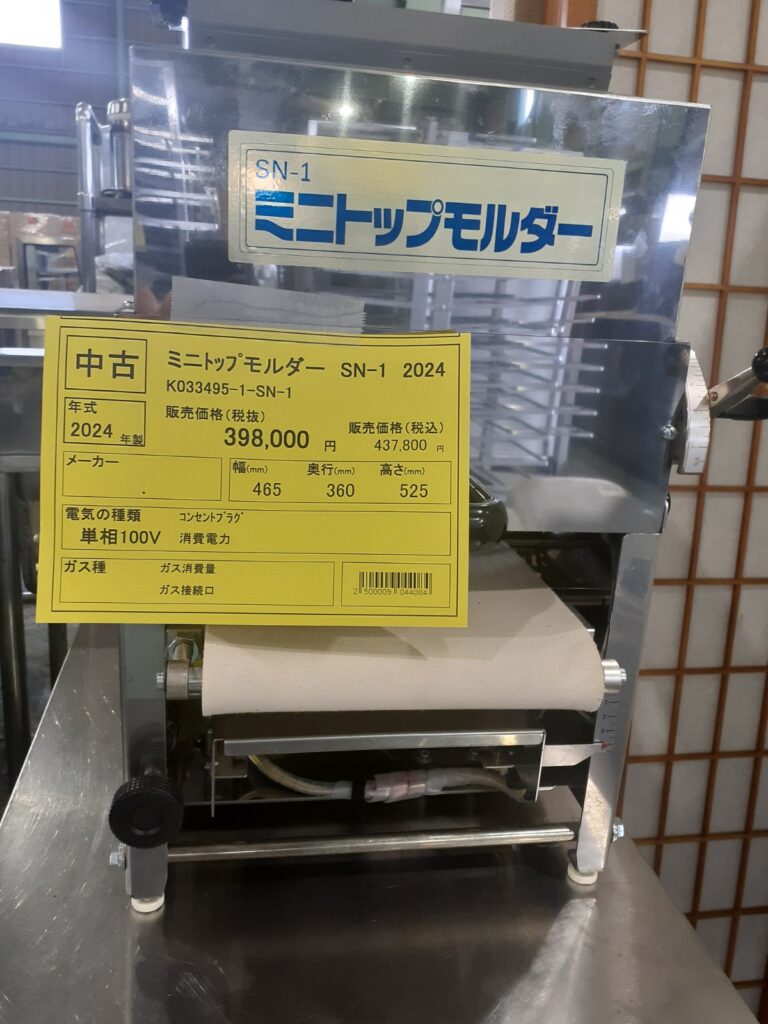 SN-1
ミニトップモルダー
中古
ミニトップモルダー SN-1 2024
K033495-1-SN-1
年式
2024 年製
販売価格(税抜)
398,000 円
販売価格(税込)
437,800 円
メーカー
幅(mm) 奥行(mm) 高さ(mm)
465 360 525
電気の種類 コンセントプラグ
単相100V 消費電力
ガス種 ガス消費量
ガス接続口
2 500009 044084